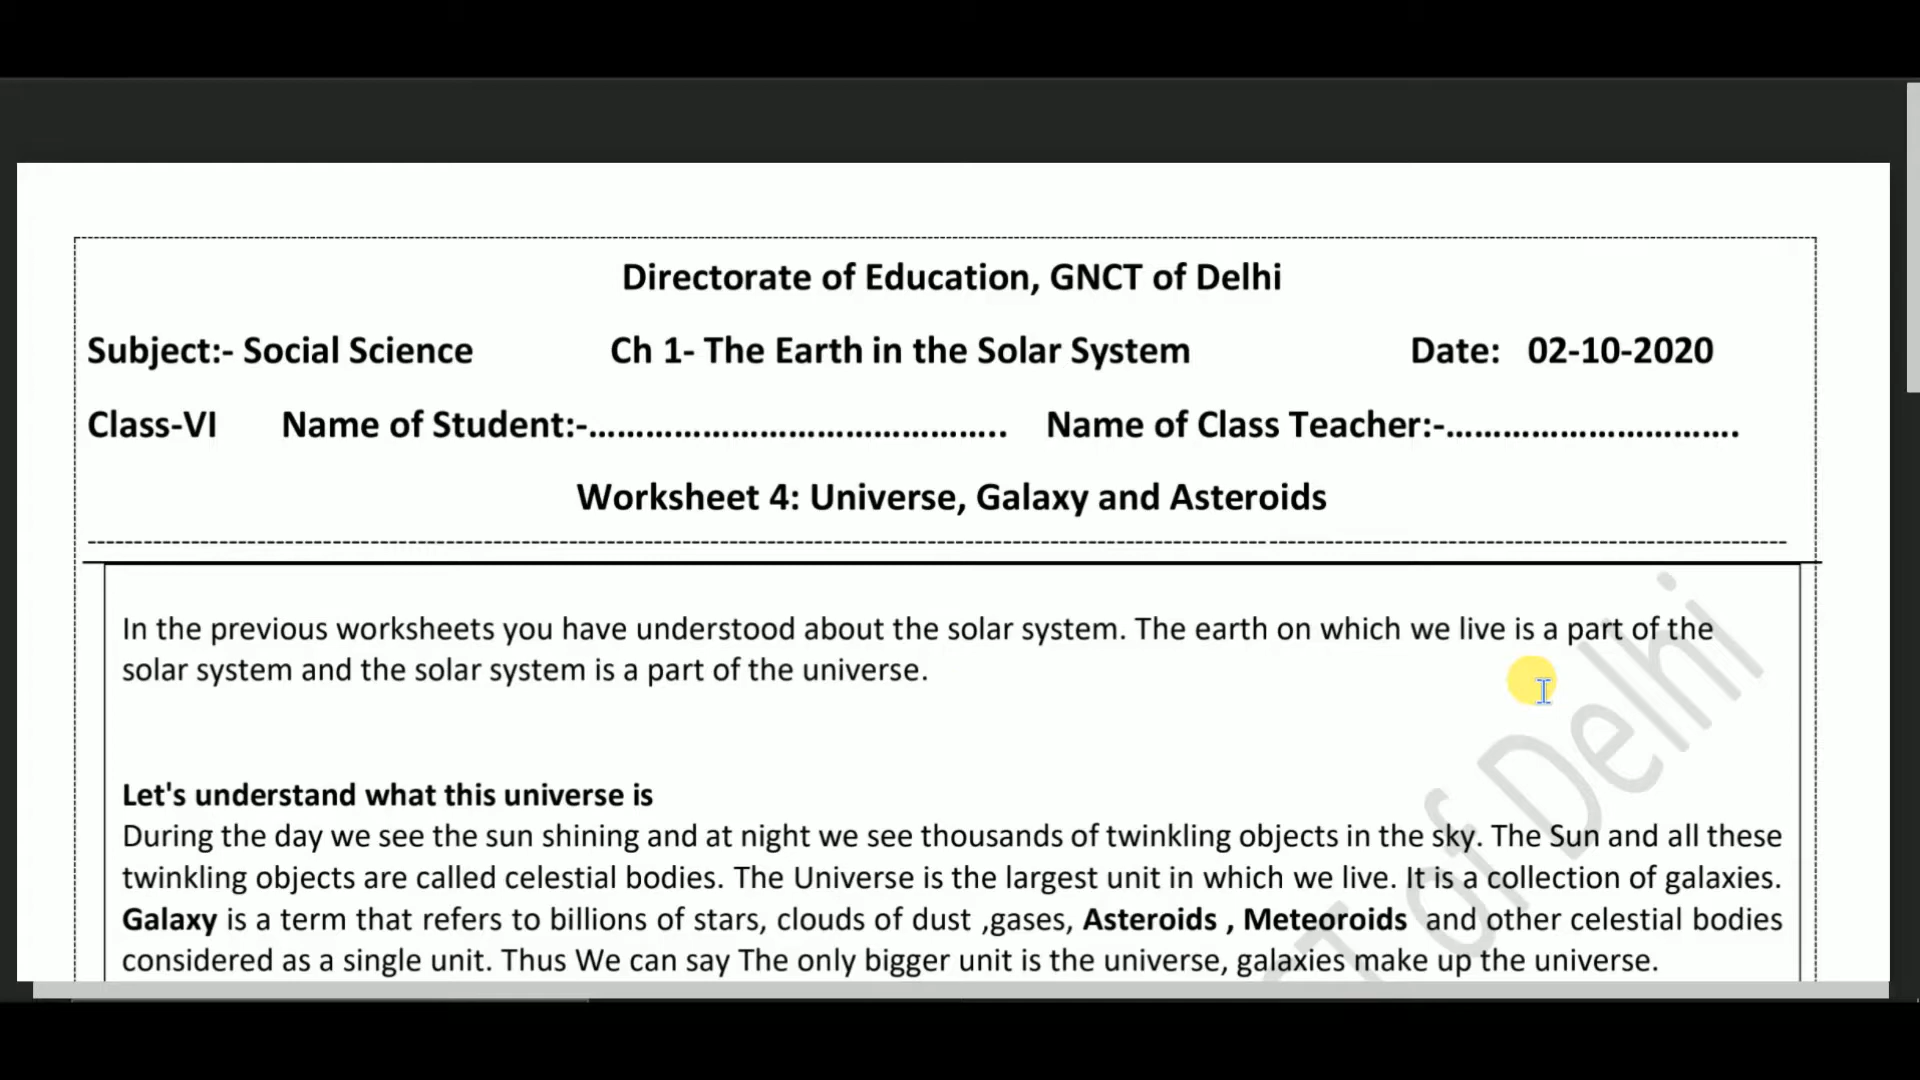 Directorate of Education, GNCT of Delhi
Subject:- Social Science Ch 1- The Earth in the Solar System Date: 02-10-2020
Class-VI Name of Student:-……………………………………….. Name of Class Teacher:-………………………….
Worksheet 4: Universe, Galaxy and Asteroids
In the previous worksheets you have understood about the solar system. The earth on which we live is a part of the
solar system and the solar system is a part of the universe.
Let's understand what this universe is
During the day we see the sun shining and at night we see thousands of twinkling objects in the sky. The Sun and all these
twinkling objects are called celestial bodies. The Universe is the largest unit in which we live. It is a collection of galaxies.
Galaxy is a term that refers to billions of stars, clouds of dust ,gases, Asteroids , Meteoroids and other celestial bodies
considered as a single unit. Thus We can say The only bigger unit is the universe, galaxies make up the universe.
T of Delhi